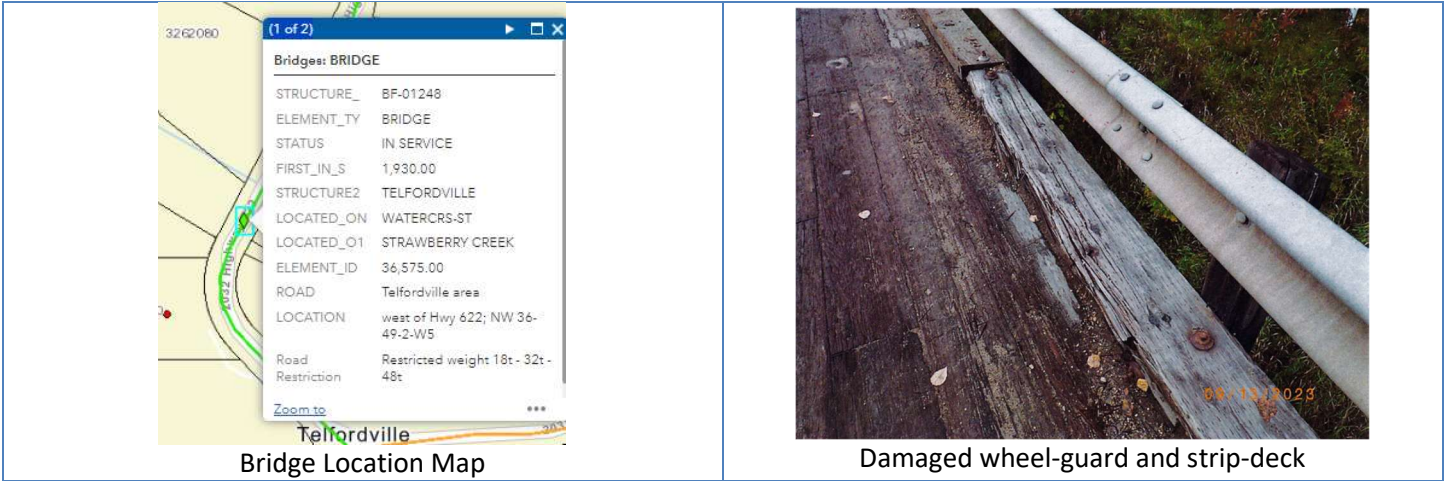 3262080
(1 of 2)
Bridges: BRIDGE
STRUCTURE_ BF-01248
ELEMENT_TY BRIDGE
STATUS IN SERVICE
FIRST_IN_S 1,930.00
STRUCTURE2 TELFORDVILLE
LOCATED_ON WATERCRS-ST
LOCATED_O1 STRAWBERRY CREEK
ELEMENT_ID 36,575.00
ROAD Telfordville area
LOCATION west of Hwy 622; NW 36-
49-2-W5
Road Restricted weight 18t - 32t -
Restriction 48t
Zoom to
2032 Highway
Telfordville
Bridge Location Map
Damaged wheel-guard and strip-deck